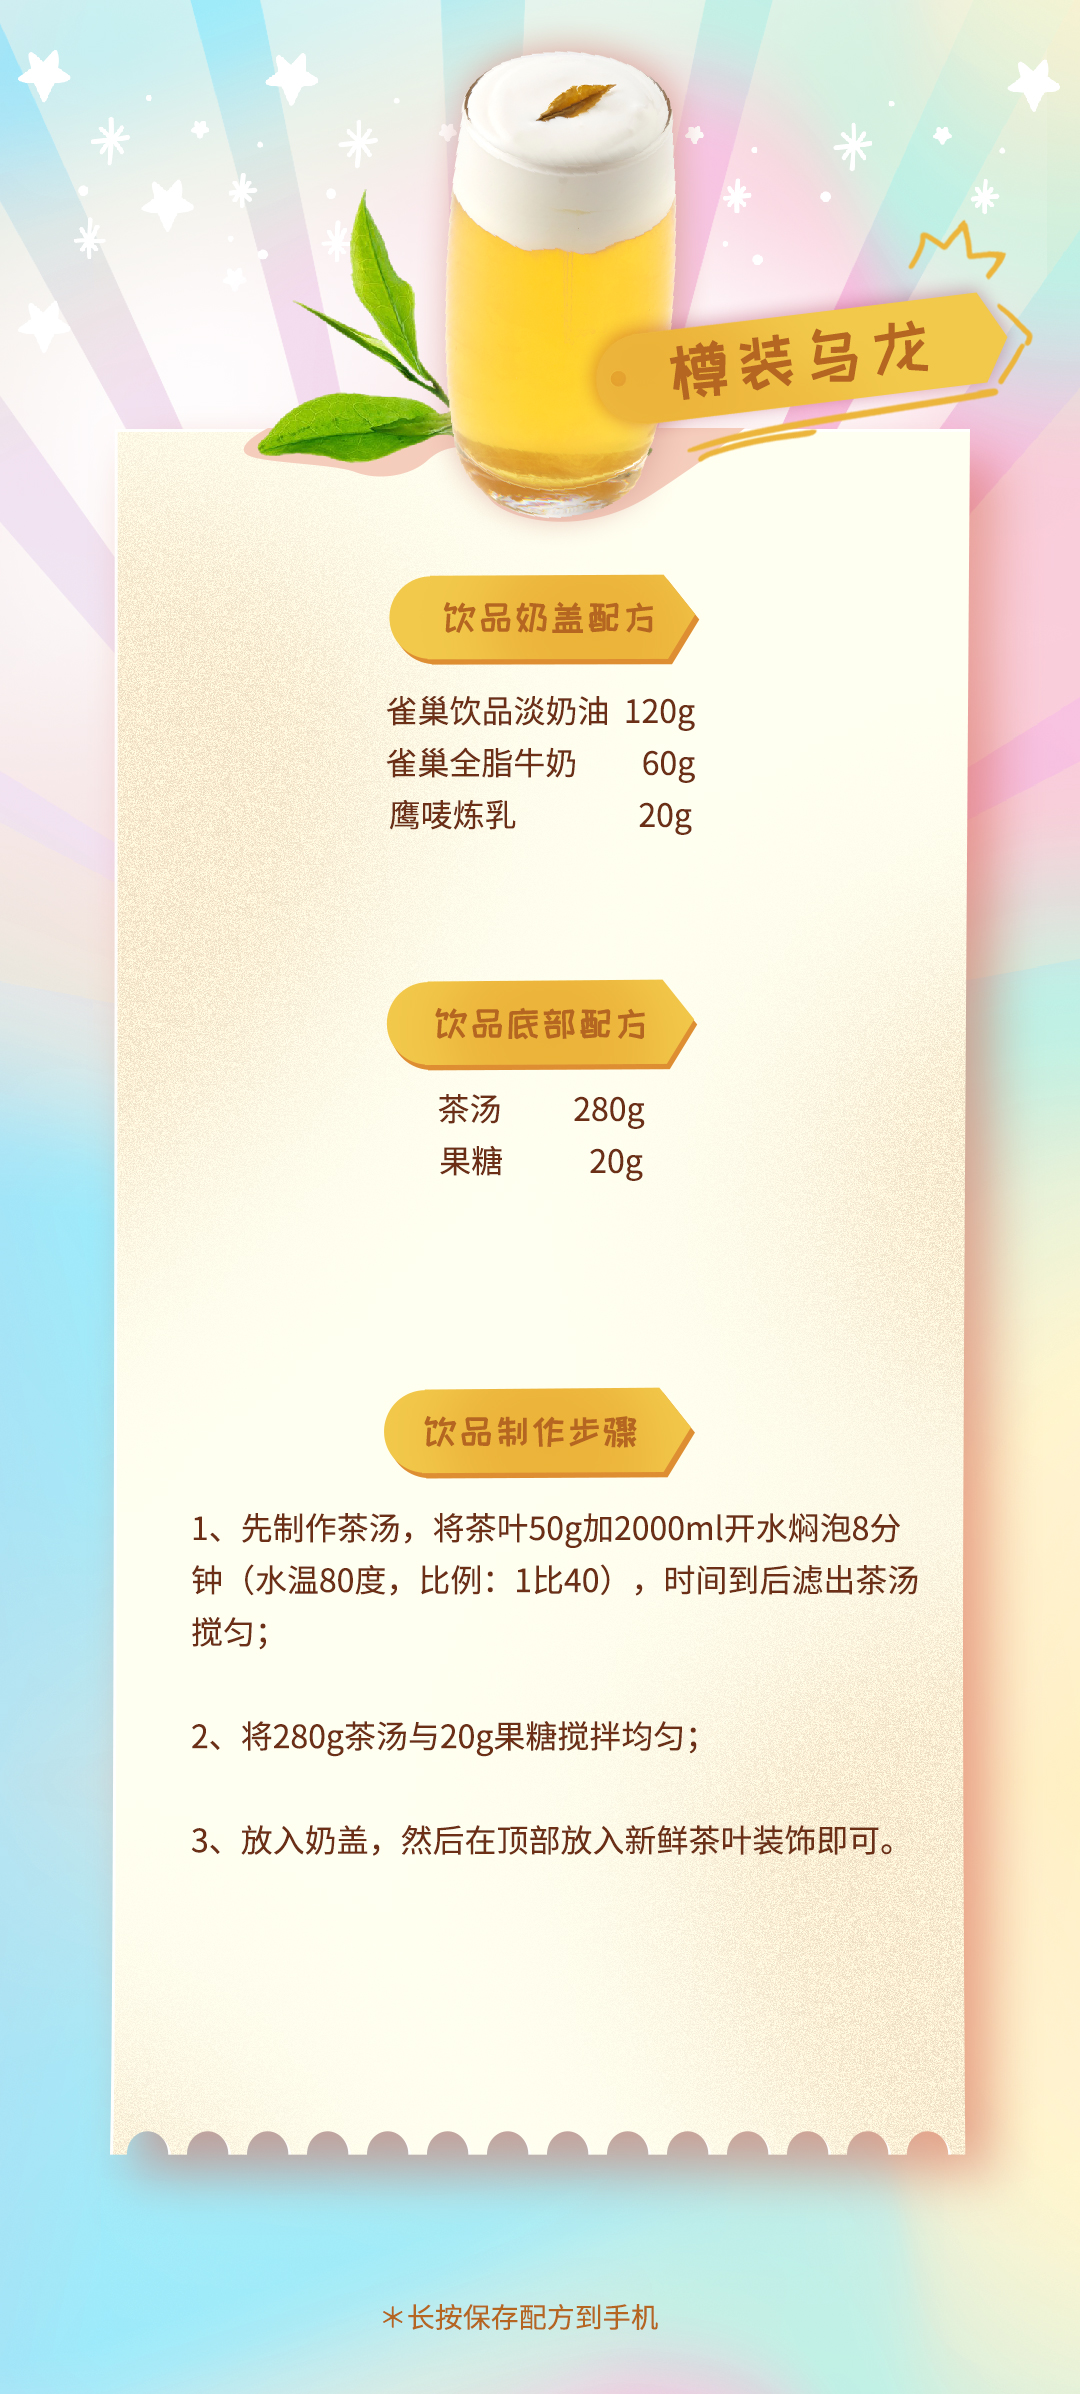 樽装乌龙
饮品奶盖配方
雀巢饮品淡奶油 120g
雀巢全脂牛奶 60g
鹰唛炼乳 20g
饮品底部配方
茶汤 280g
果糖 20g
饮品制作步骤
1、先制作茶汤，将茶叶50g加2000ml开水焖泡8分
钟（水温80度，比例：1比40），时间到后滤出茶汤
搅匀；
2、将280g茶汤与20g果糖搅拌均匀；
3、放入奶盖，然后在顶部放入新鲜茶叶装饰即可。
＊长按保存配方到手机